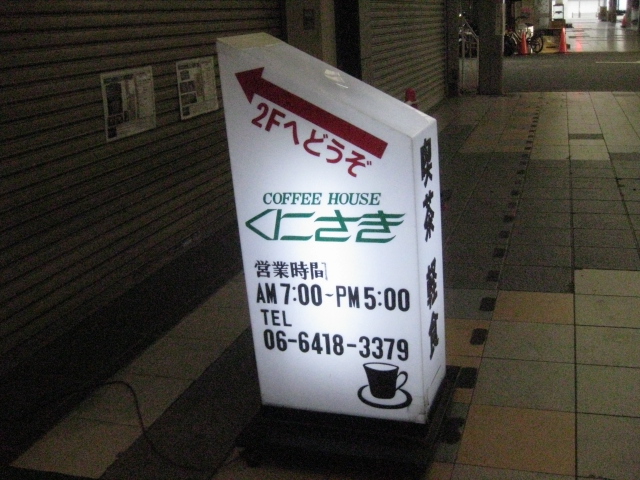 2Fへどうぞ
COFFEE HOUSE
くにさき
営業時間
AM 7:00~PM 5:00
TEL
06-6418-3379
喫茶 軽食